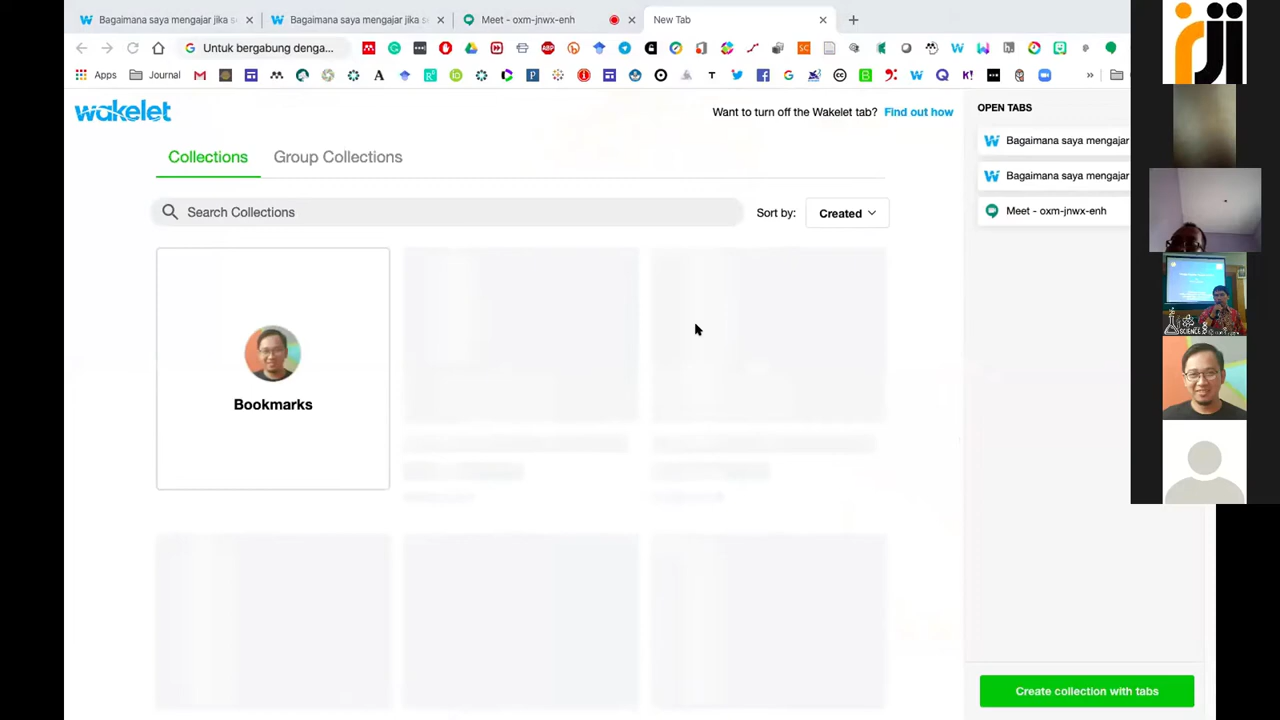 Bagaimana saya mengajar jika s
Bagaimana saya mengajar jika s
Meet - oxm-jnwx-enh
New Tab
Untuk bergabung denga...
Apps
Journal
wakelet
Want to turn off the Wakelet tab? Find out how
Collections
Group Collections
Search Collections
Sort by:
Created
Bookmarks
OPEN TABS
Bagaimana saya mengajar
Bagaimana saya mengajar
Meet - oxm-jnwx-enh
Create collection with tabs
rji
SCIENCE